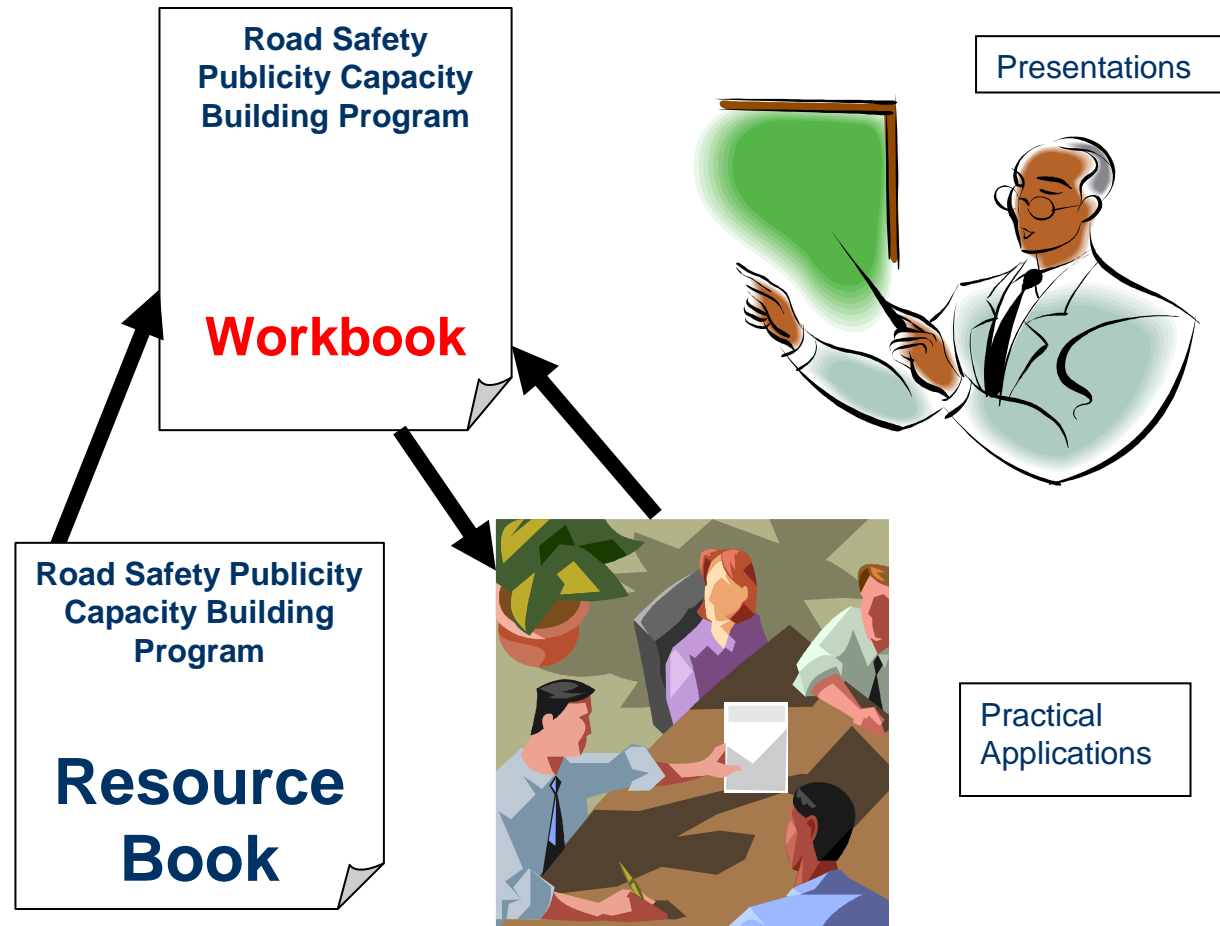 Road Safety
Publicity Capacity
Building Program
Workbook
Presentations
Road Safety Publicity
Capacity Building
Program
Resource
Book
Practical
Applications